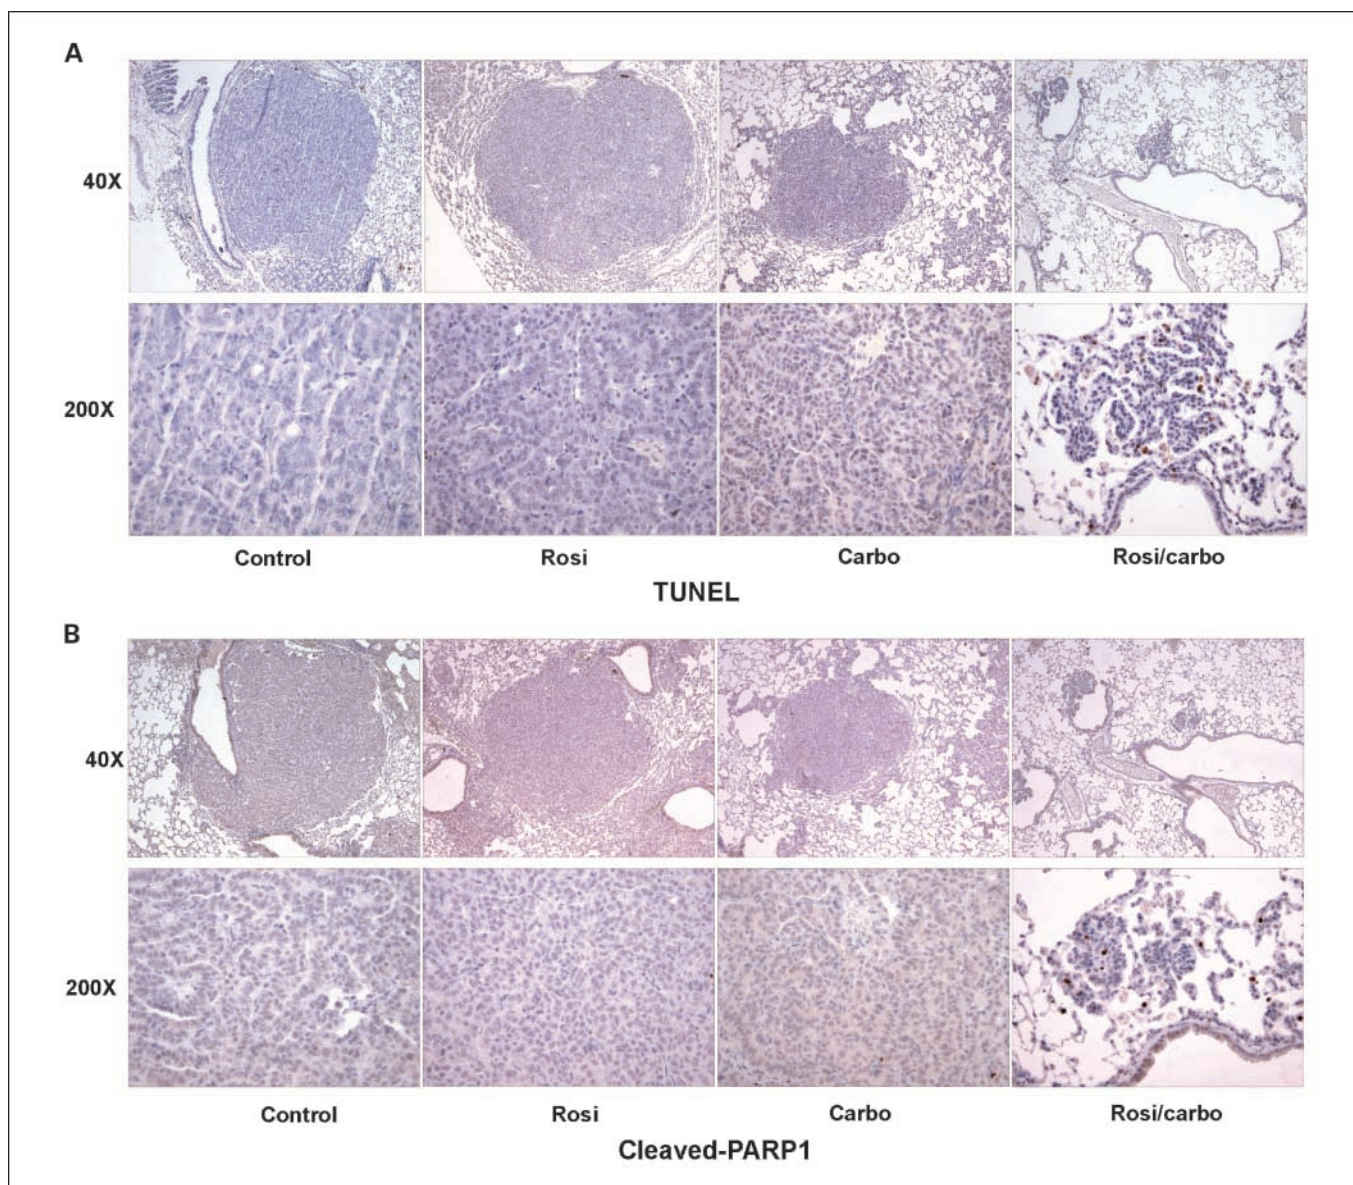 A
40X
200X
Control Rosi Carbo Rosi/carbo
TUNEL
B
40X
200X
Control Rosi Carbo Rosi/carbo
Cleaved-PARP1